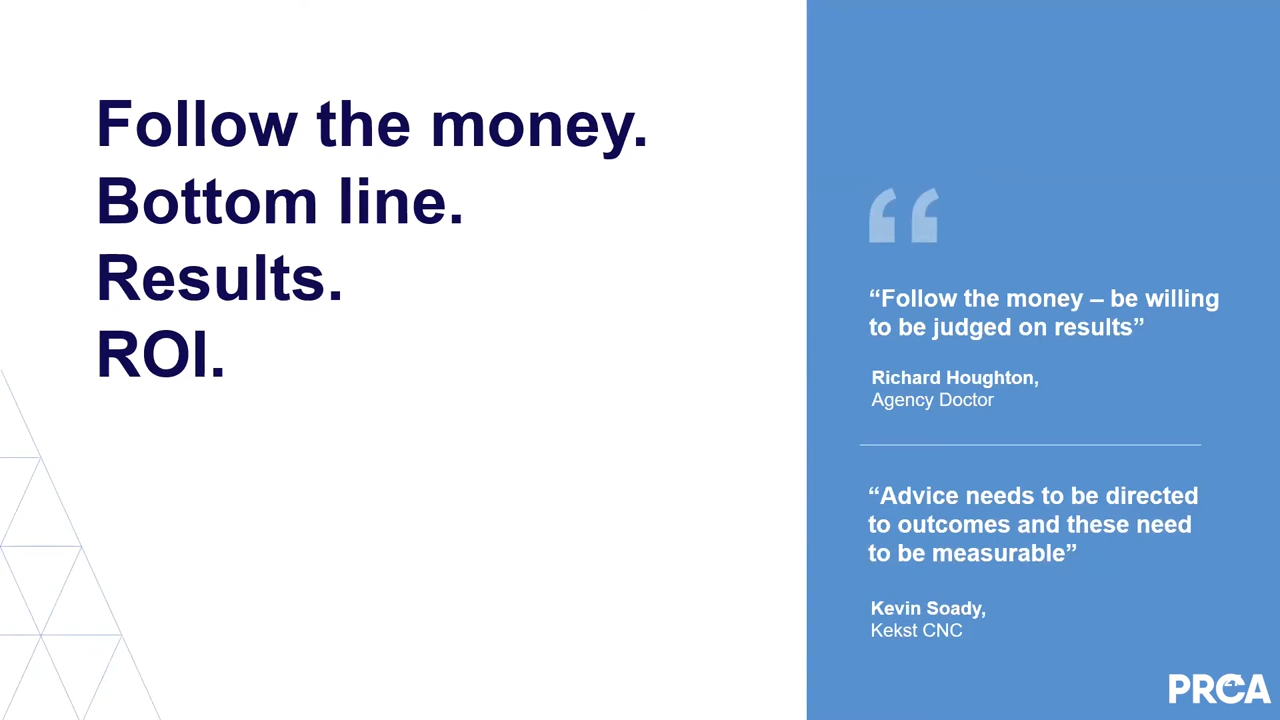 Follow the money.
Bottom line.
Results.
ROI.
“Follow the money – be willing
to be judged on results”
Richard Houghton,
Agency Doctor
“Advice needs to be directed
to outcomes and these need
to be measurable”
Kevin Soady,
Kekst CNC
PRCA